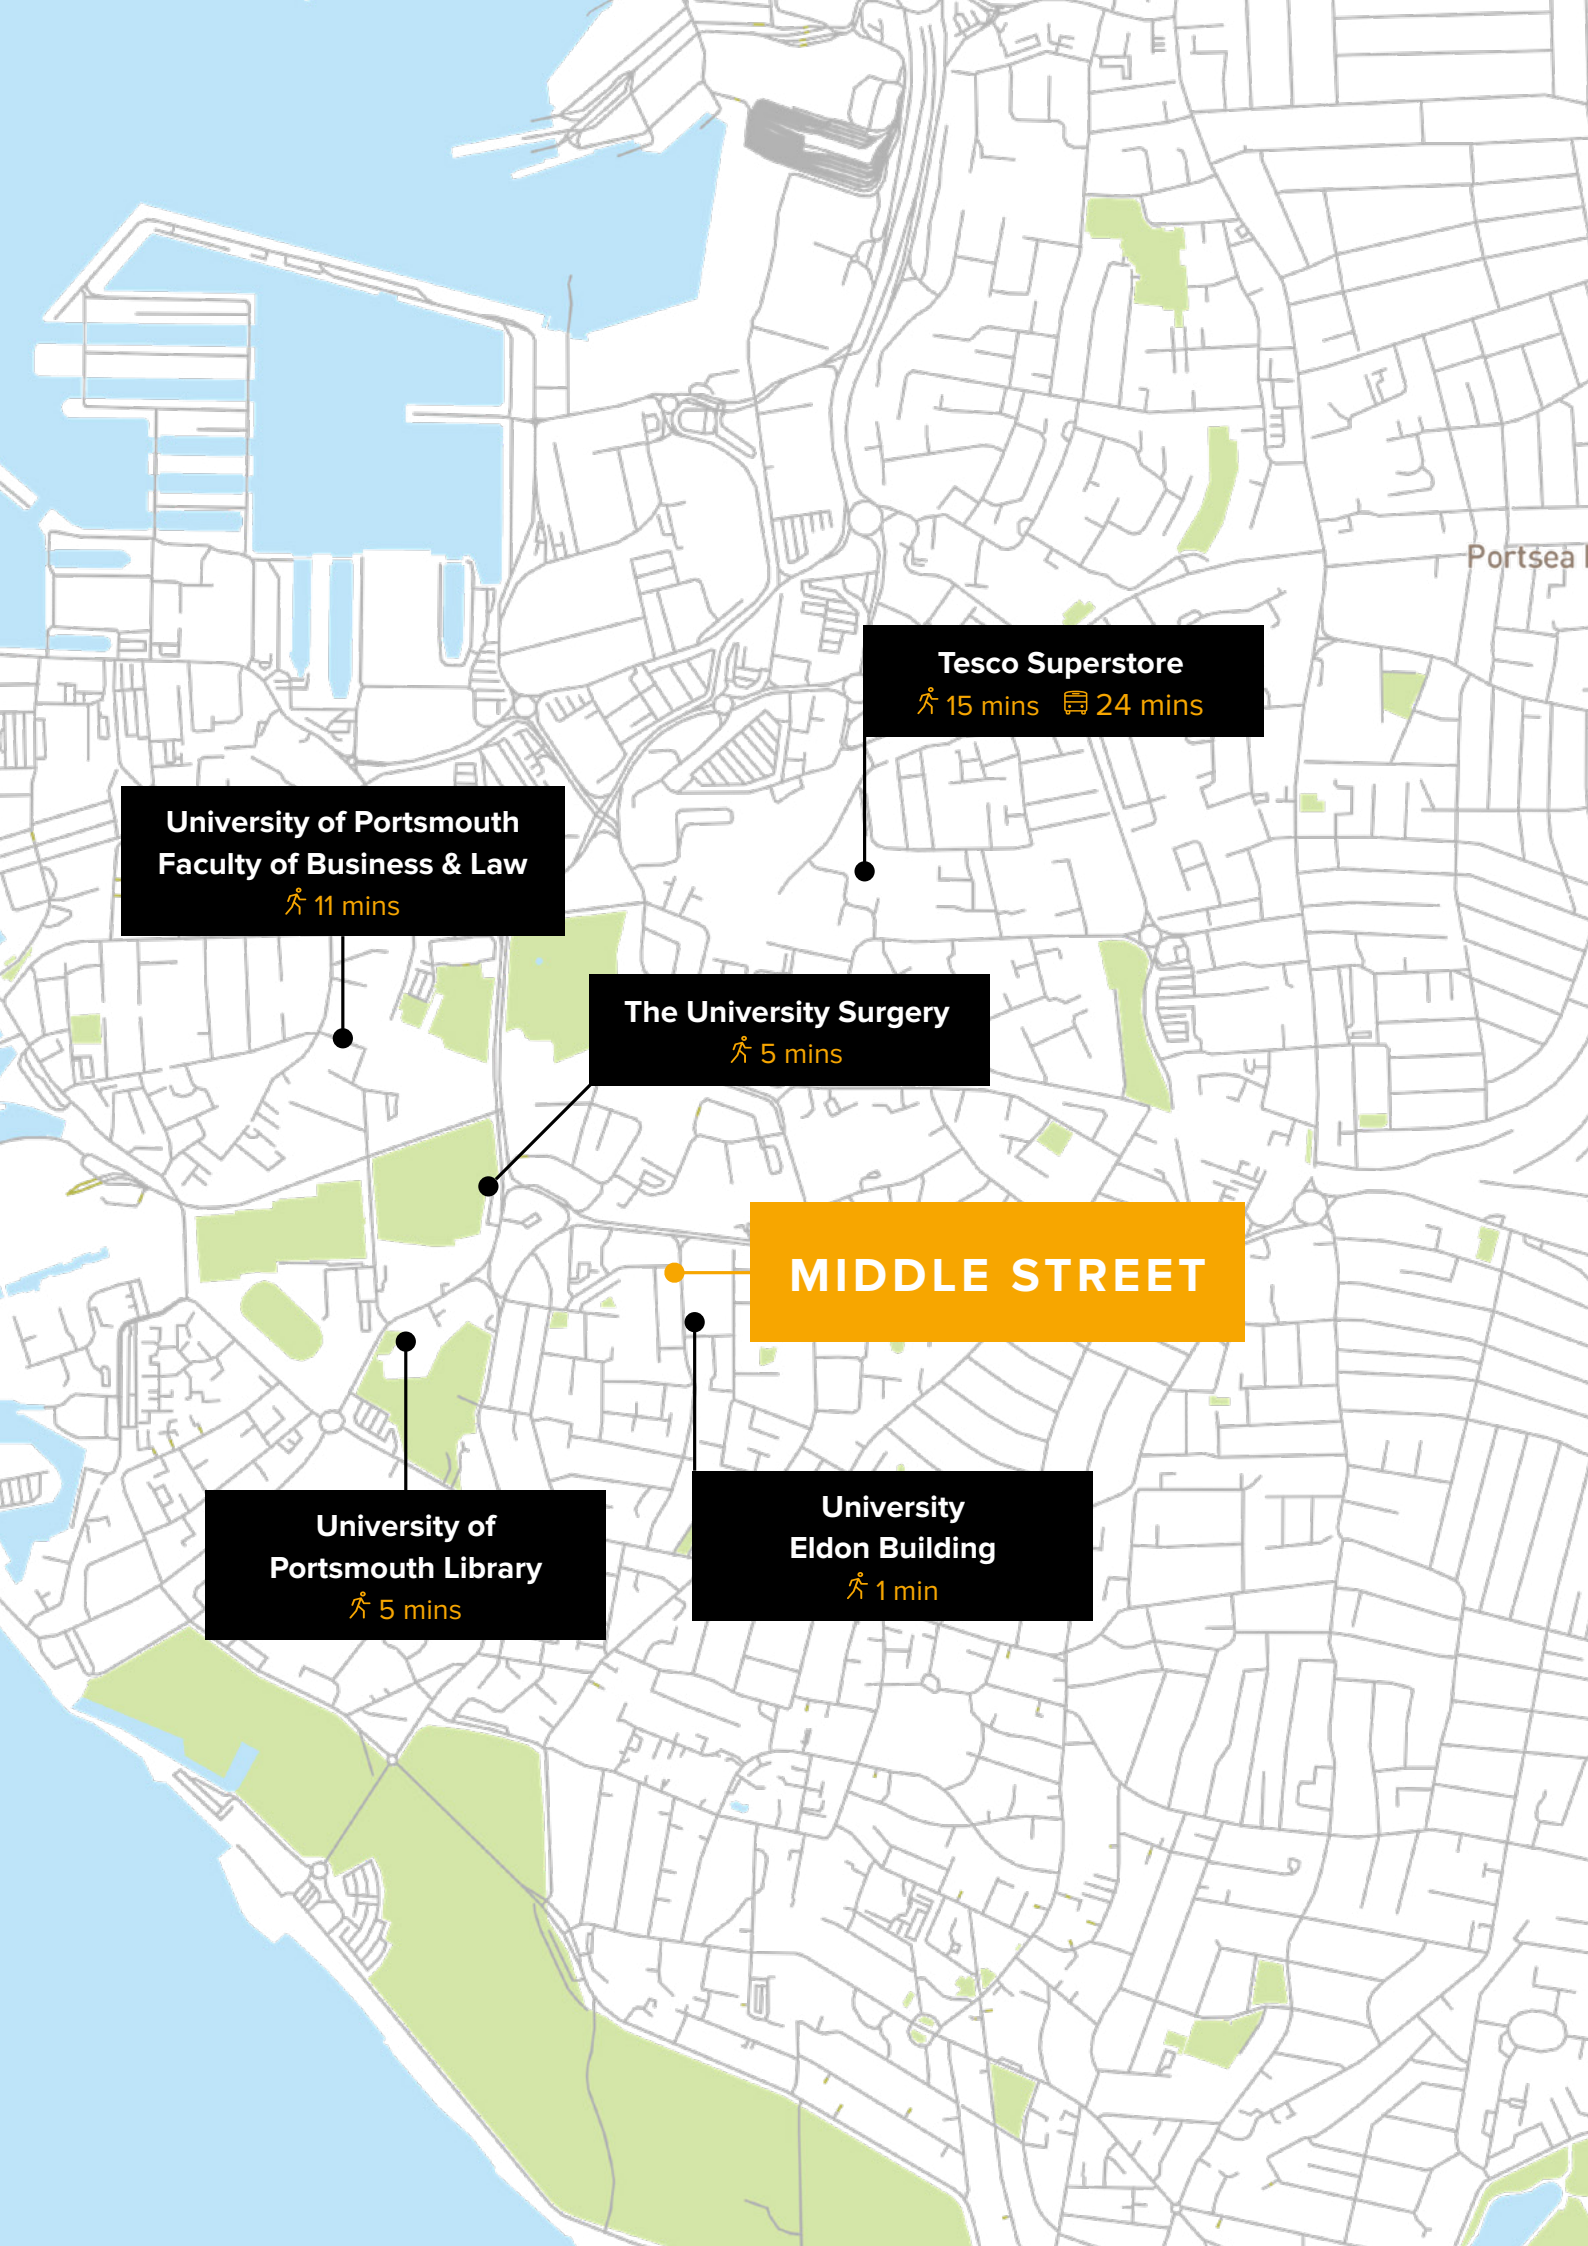 Portsea
Tesco Superstore
15 mins 24 mins
University of Portsmouth
Faculty of Business & Law
11 mins
The University Surgery
5 mins
MIDDLE STREET
University
Eldon Building
1 min
University of
Portsmouth Library
5 mins